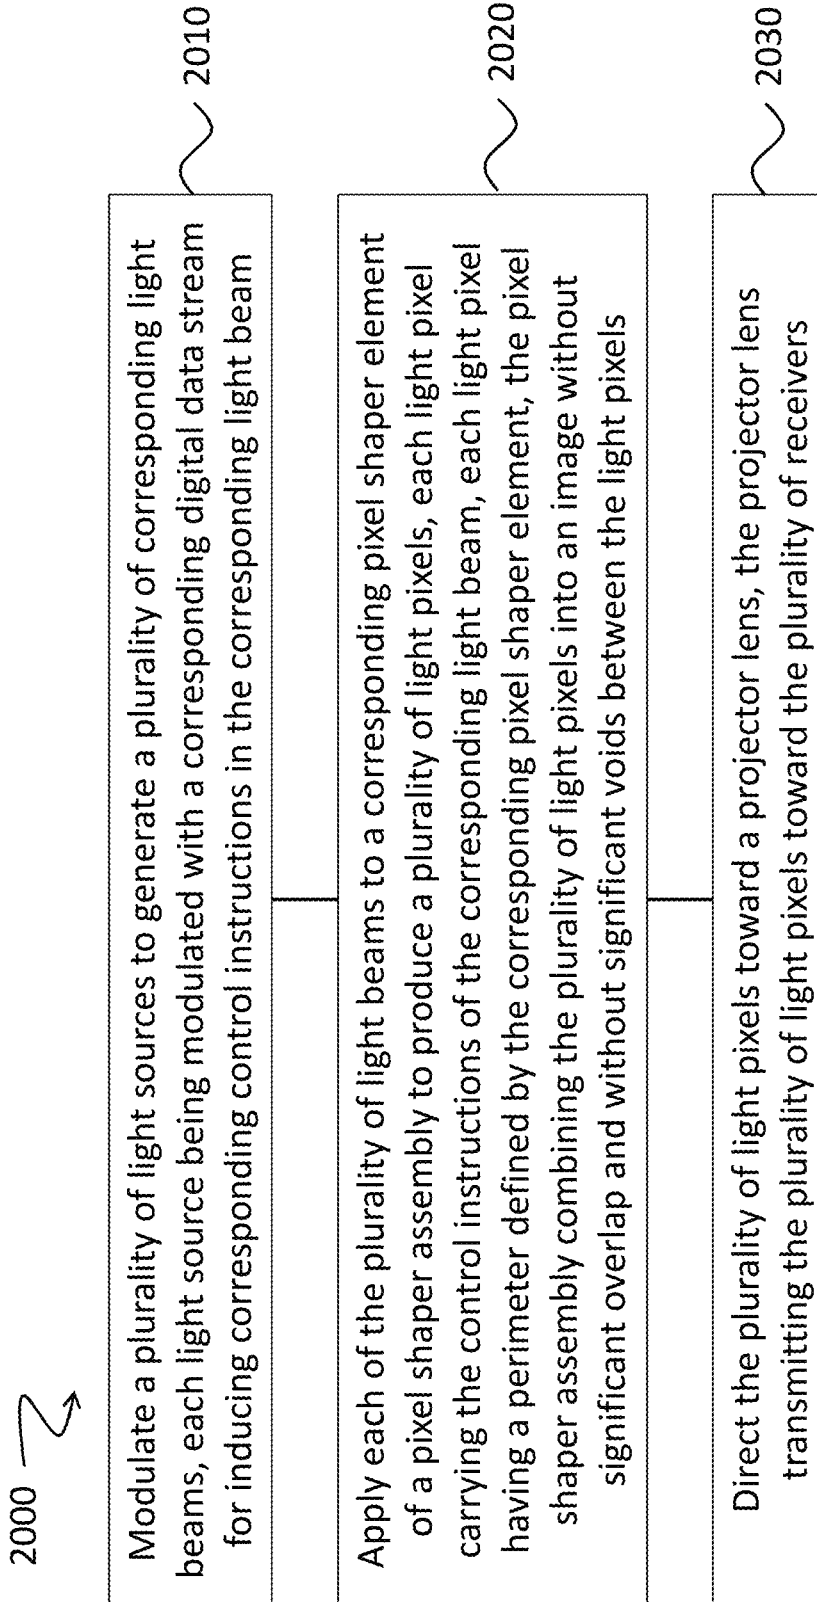 2000
Modulate a plurality of light sources to generate a plurality of corresponding light
beams, each light source being modulated with a corresponding digital data stream
for inducing corresponding control instructions in the corresponding light beam
2010
Apply each of the plurality of light beams to a corresponding pixel shaper element
of a pixel shaper assembly to produce a plurality of light pixels, each light pixel
carrying the control instructions of the corresponding light beam, each light pixel
having a perimeter defined by the corresponding pixel shaper element, the pixel
shaper assembly combining the plurality of light pixels into an image without
significant overlap and without significant voids between the light pixels
2020
Direct the plurality of light pixels toward a projector lens, the projector lens
transmitting the plurality of light pixels toward the plurality of receivers
2030